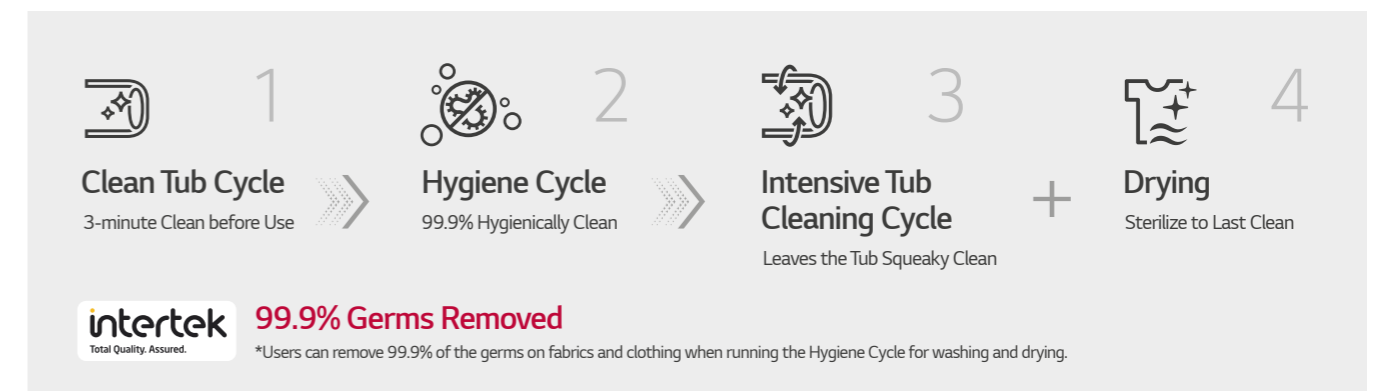 1
Clean Tub Cycle
3-minute Clean before Use
2
Hygiene Cycle
99.9% Hygienically Clean
3
Intensive Tub
Cleaning Cycle
Leaves the Tub Squeaky Clean
+
4
Drying
Sterilize to Last Clean
intertek
Total Quality. Assured.
99.9% Germs Removed
*Users can remove 99.9% of the germs on fabrics and clothing when running the Hygiene Cycle for washing and drying.